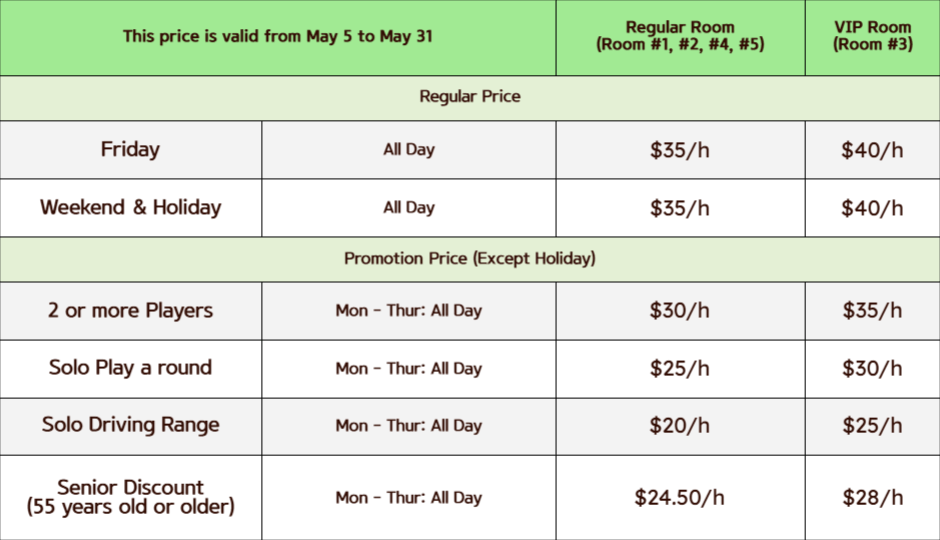 This price is valid from May 5 to May 31
Regular Room
(Room #1, #2, #4, #5)
VIP Room
(Room #3)
Regular Price
Friday
All Day
$35/h
$40/h
Weekend & Holiday
All Day
$35/h
$40/h
Promotion Price (Except Holiday)
2 or more Players
Mon - Thur: All Day
$30/h
$35/h
Solo Play a round
Mon - Thur: All Day
$25/h
$30/h
Solo Driving Range
Mon - Thur: All Day
$20/h
$25/h
Senior Discount
(55 years old or older)
Mon - Thur: All Day
$24.50/h
$28/h